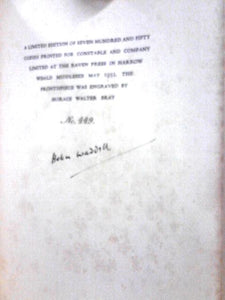 A LIMITED EDITION OF SEVEN HUNDRED AND FIFTY
COPIES PRINTED FOR CONSTABLE AND COMPANY
LIMITED AT THE RAVEN PRESS IN HARROW
WEALD MIDDLESEX MAY 1933. THE
FRONTISPIECE WAS ENGRAVED BY
HORACE WALTER BRAY
No.
Helen Waddell